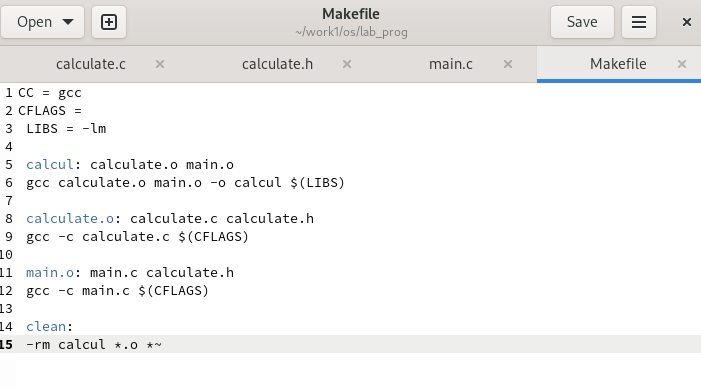 Open
Makefile
~/work1/os/lab_prog
Save
calculate.c
calculate.h
main.c
Makefile
1 CC = gcc
2 CFLAGS =
3 LIBS = -lm
4
5 calcul: calculate.o main.o
6 gcc calculate.o main.o -o calcul $(LIBS)
7
8 calculate.o: calculate.c calculate.h
9 gcc -c calculate.c $(CFLAGS)
10
11 main.o: main.c calculate.h
12 gcc -c main.c $(CFLAGS)
13
14 clean:
15 -rm calcul *.o *~